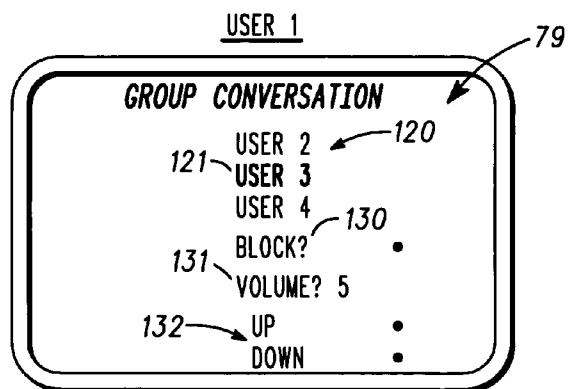 USER 1
79
GROUP CONVERSATION
USER 2 120
121 USER 3
USER 4
130
BLOCK? •
131
VOLUME? 5
132 UP •
DOWN •